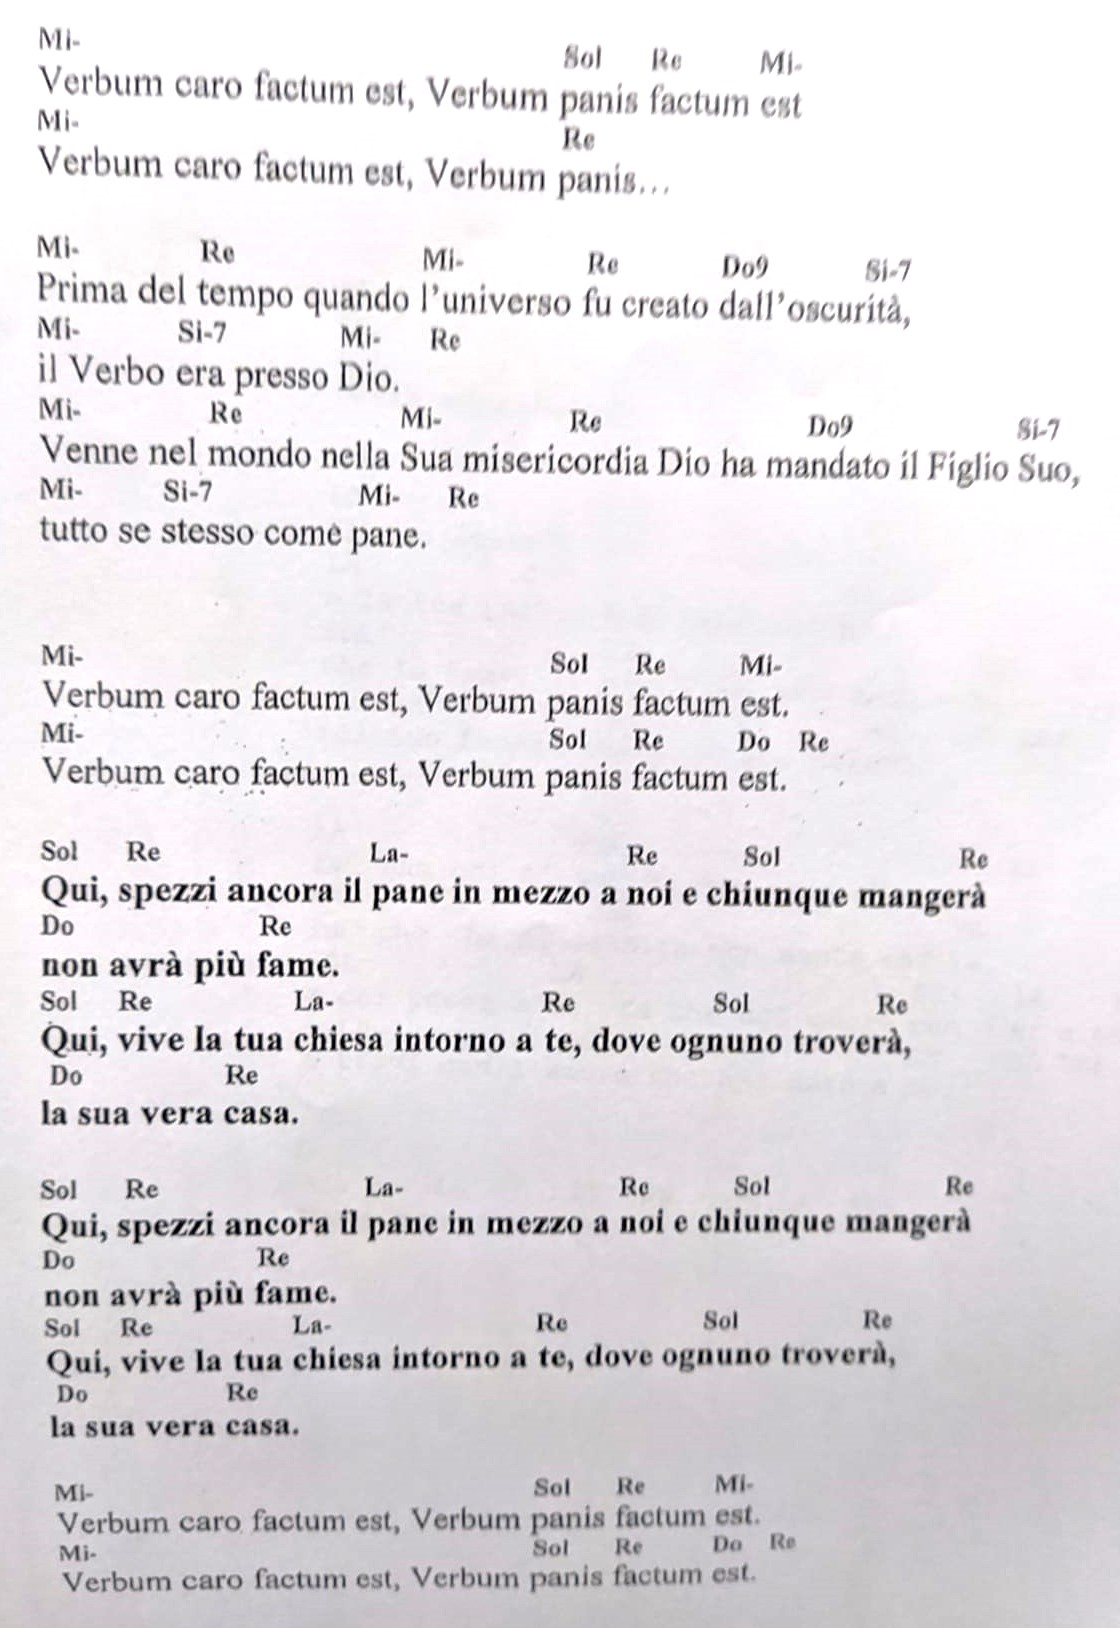 Mi-
Sol Re Mi-
Verbum caro factum est, Verbum panis factum est
Mi-
Re
Verbum caro factum est, Verbum panis...
Mi- Re Mi- Re Do9 Si-7
Prima del tempo quando l'universo fu creato dall'oscurità,
Mi- Si-7 Mi- Re
il Verbo era presso Dio.
Mi- Re Mi- Re Do9 Si-7
Venne nel mondo nella Sua misericordia Dio ha mandato il Figlio Suo,
Mi- Si-7 Mi- Re
tutto se stesso come pane.
Mi- Sol Re Mi-
Verbum caro factum est, Verbum panis factum est.
Mi- Sol Re Do Re
Verbum caro factum est, Verbum panis factum est.
Sol Re La- Re Sol Re
Qui, spezzi ancora il pane in mezzo a noi e chiunque mangerà
Do Re
non avrà più fame.
Sol Re La- Re Sol Re
Qui, vive la tua chiesa intorno a te, dove ognuno troverà,
Do Re
la sua vera casa.
Sol Re La- Re Sol Re
Qui, spezzi ancora il pane in mezzo a noi e chiunque mangerà
Do Re
non avrà più fame.
Sol Re La- Re Sol Re
Qui, vive la tua chiesa intorno a te, dove ognuno troverà,
Do Re
la sua vera casa.
Mi- Sol Re Mi-
Verbum caro factum est, Verbum panis factum est.
Mi- Sol Re Do Re
Verbum caro factum est, Verbum panis factum est.